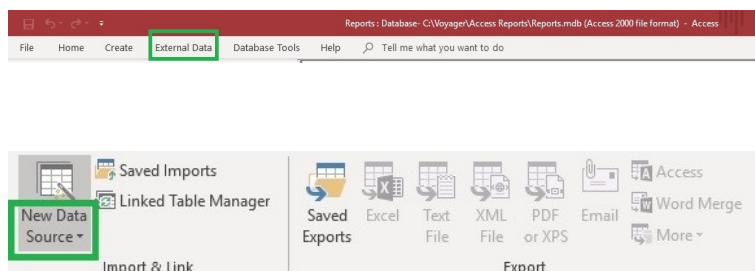 Reports : Database- C:\Voyager\Access Reports\Reports.mdb (Access 2000 file format) - Access
File Home Create External Data Database Tools Help Tell me what you want to do
Saved Imports
Linked Table Manager
New Data
Source
Import & Link
Saved
Exports
Excel
Text
File
XML
File
PDF
or XPS
Email
Access
Word Merge
More
Export